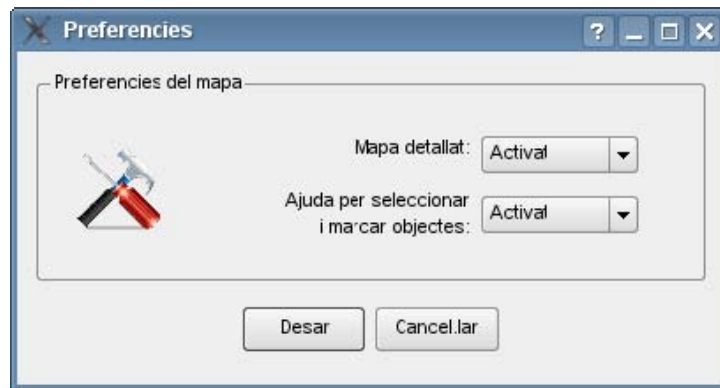 Preferencies
Preferencies del mapa
Mapa detallat: Activat
Ajuda per seleccionar
i marcar objectes: Activat
Desar Cancel.lar